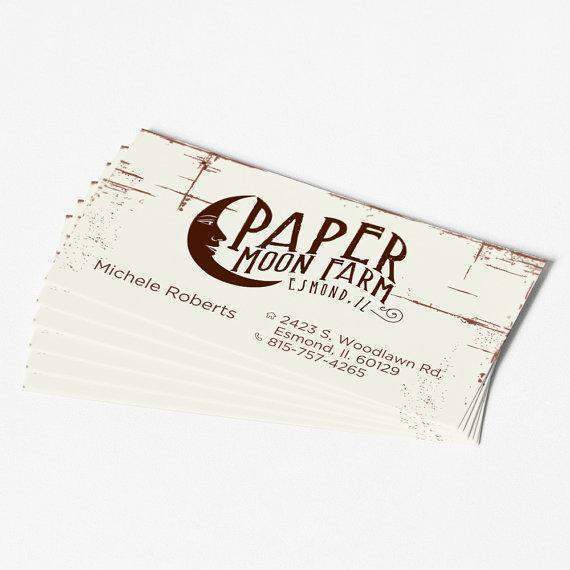 PAPER
MOON FARM
ESMOND, IL
Michele Roberts
2423 S. Woodlawn Rd.
Esmond, Il. 60129
815-757-4265